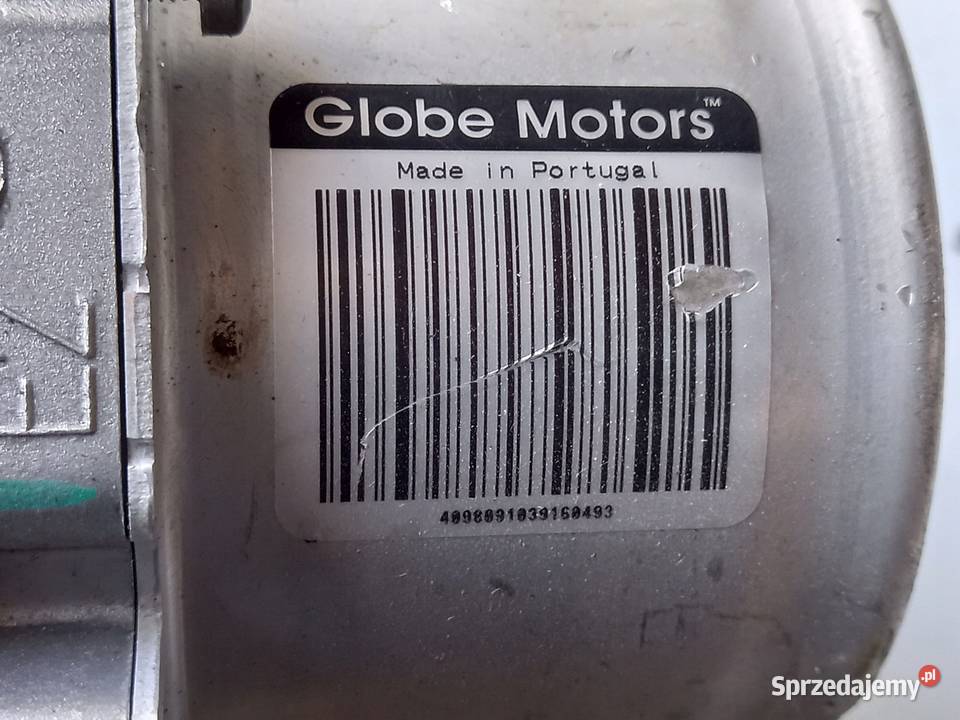 Globe Motors™
Made in Portugal
4098091039160493
Sprzedajemy.pl